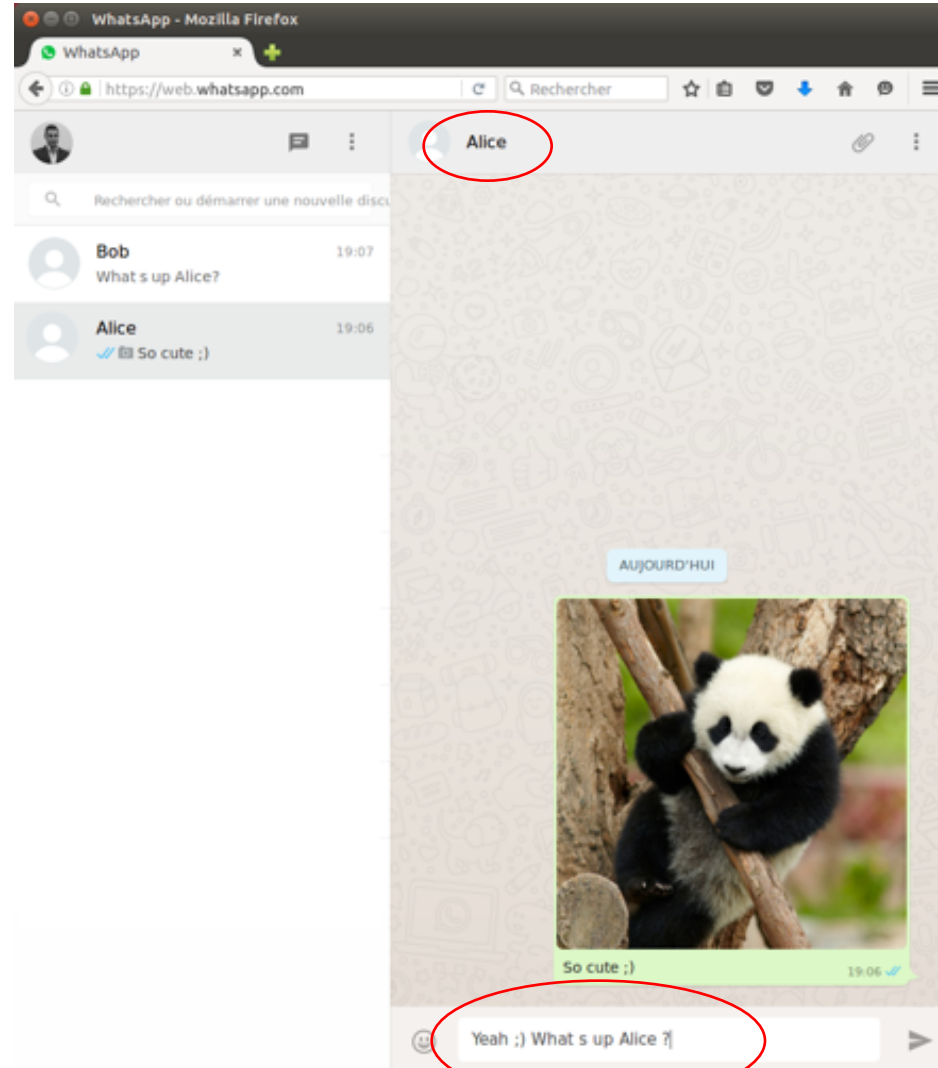 WhatsApp - Mozilla Firefox
WhatsApp
https://web.whatsapp.com
Rechercher
Alice
Rechercher ou démarrer une nouvelle discu
Bob 19:07
What s up Alice?
Alice 19:06
So cute ;)
AUJOURD'HUI
So cute ;) 19:06
Yeah ;) What s up Alice ?